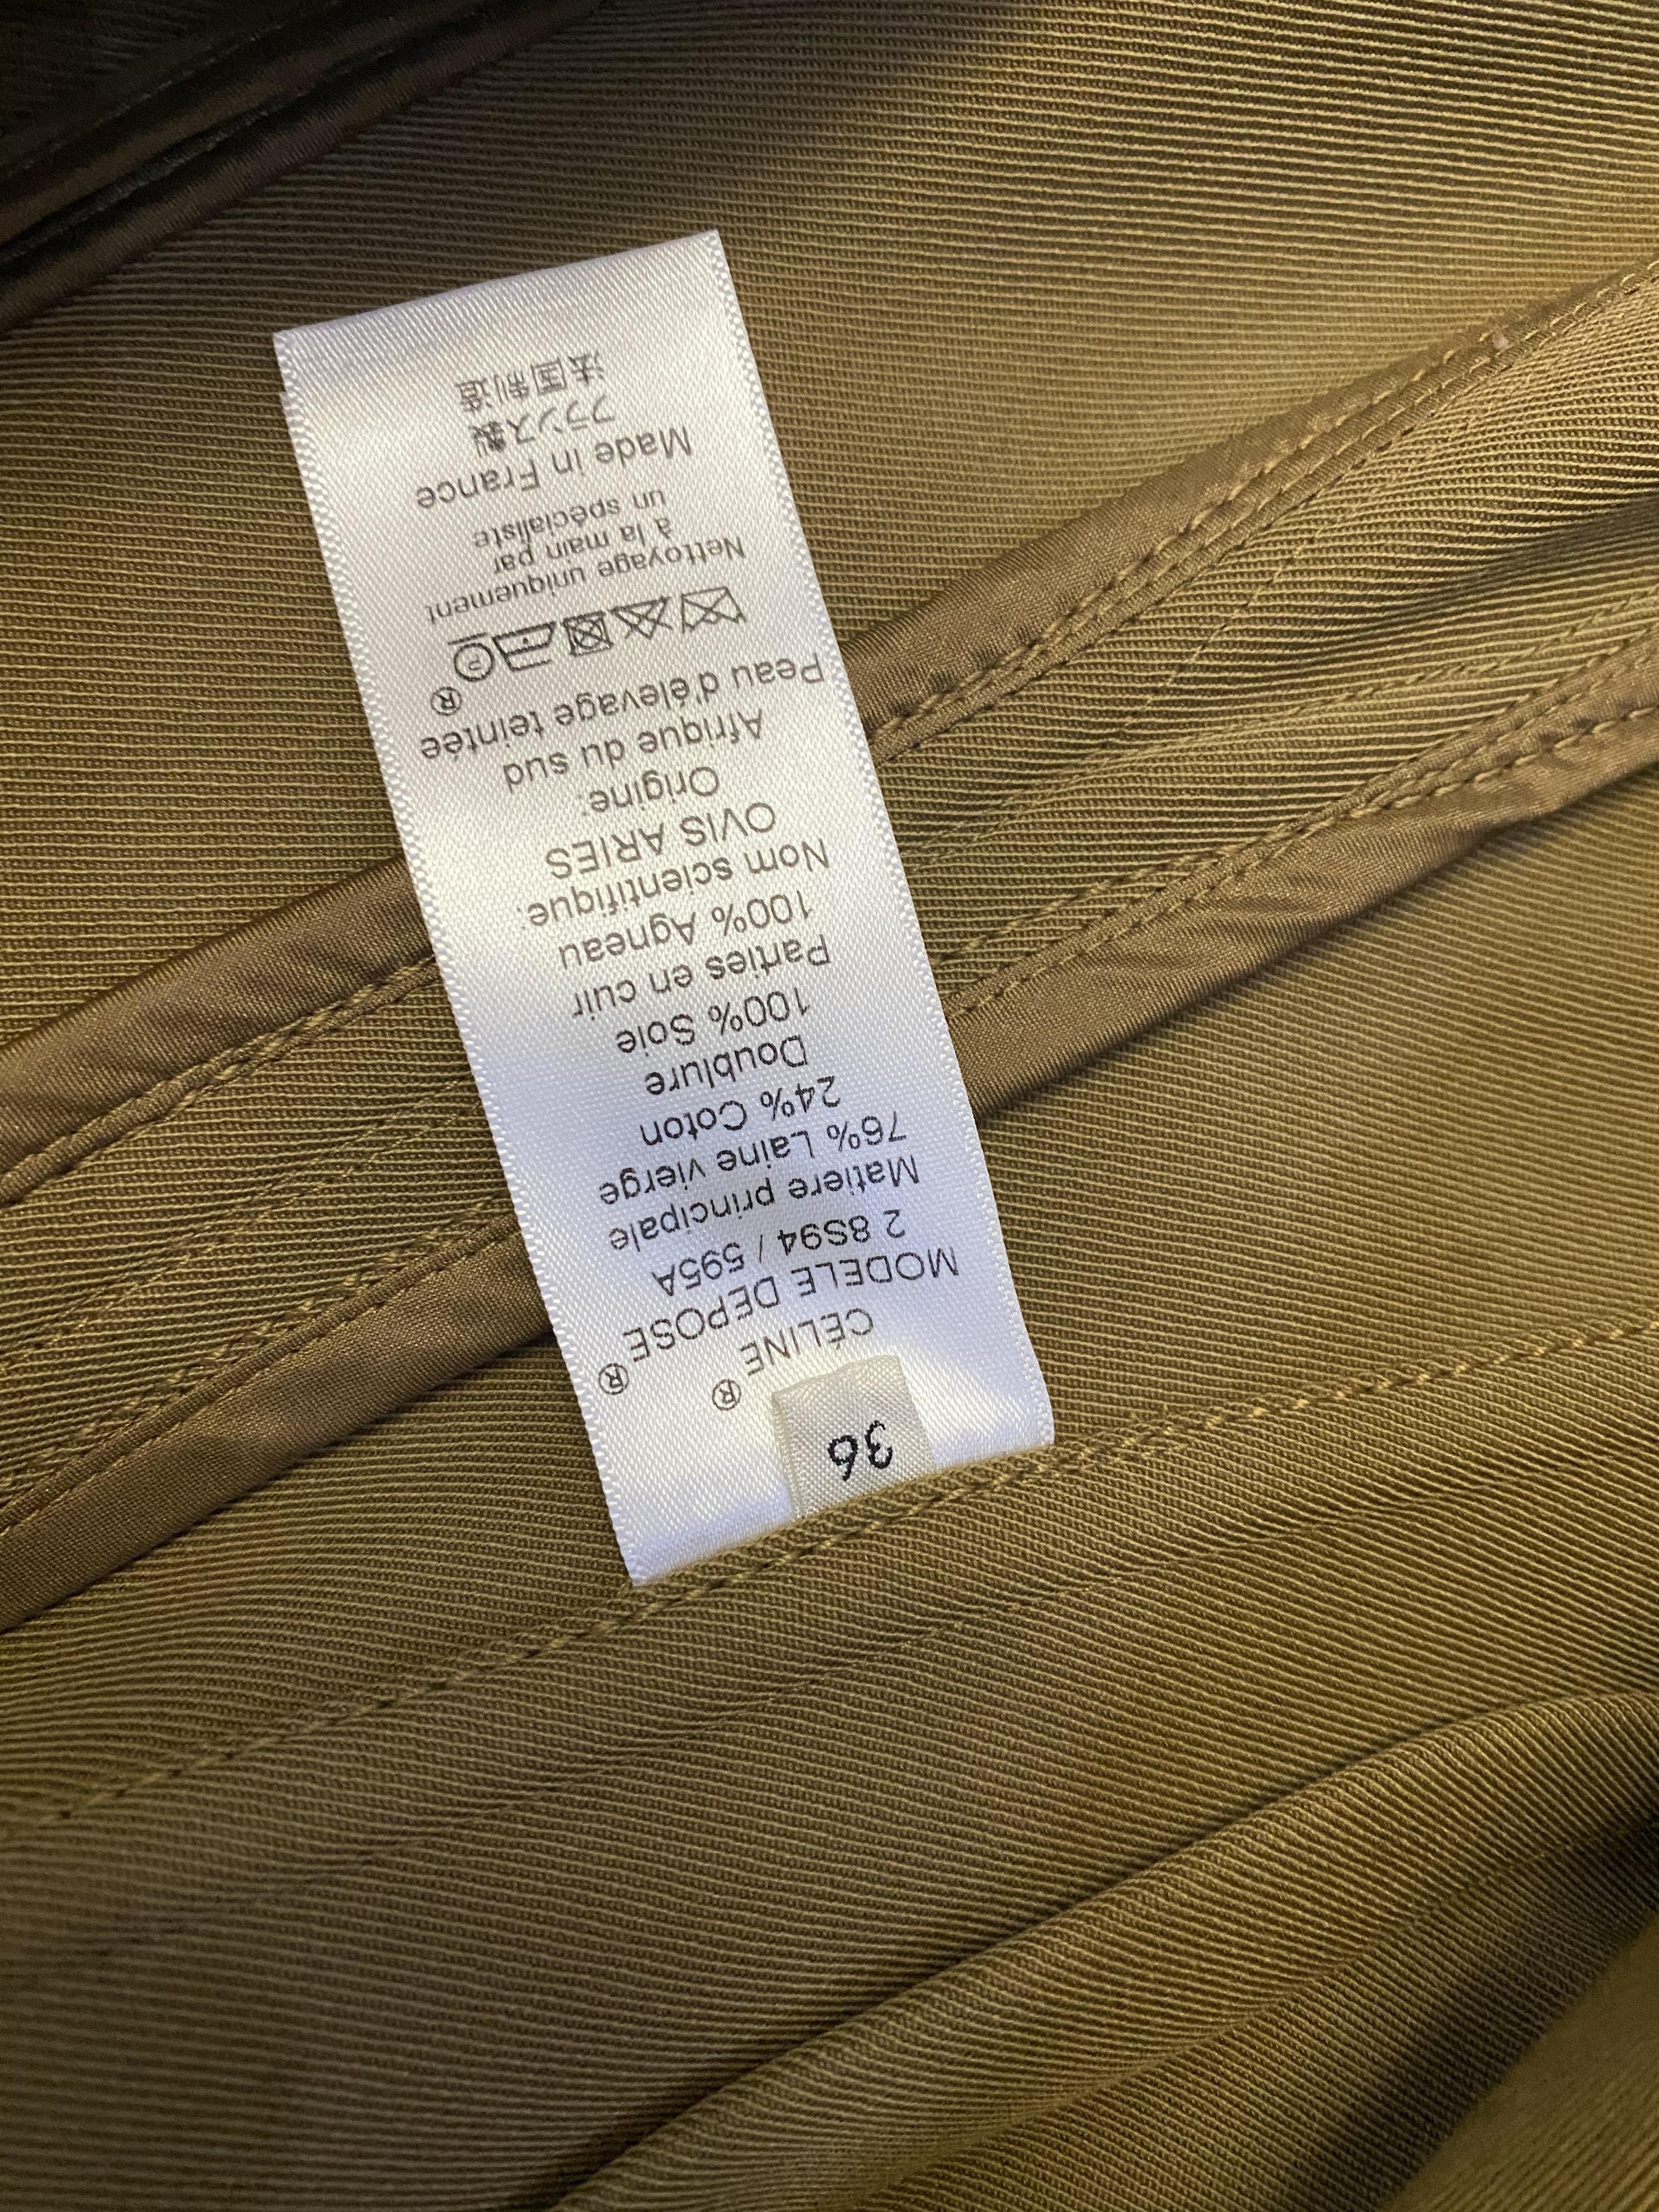 36
CÉLINE ®
MODELE DEPOSE ®
2 8S94 / 595A
Matière principale
76% Laine vierge
24% Coton
Doublure
100% Soie
Parties en cuir
100% Agneau
Nom scientifique:
OVIS ARIES
Origine:
Afrique du sud
Peau d'élevage teintée
®
P
Nettoyage uniquement
à la main par
un spécialiste
Made in France
フランス製
法国制造